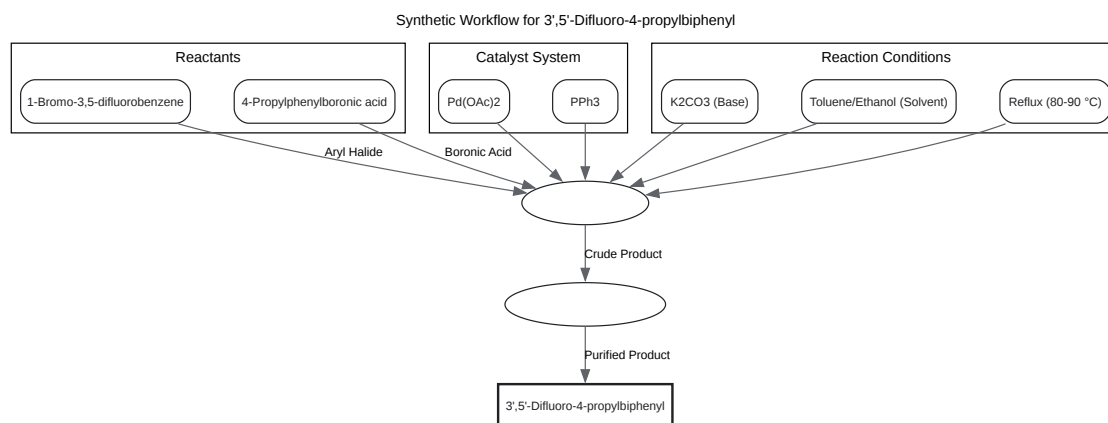 Synthetic Workflow for 3',5'-Difluoro-4-propylbiphenyl
Reactants
Catalyst System
Reaction Conditions
1-Bromo-3,5-difluorobenzene
4-Propylphenylboronic acid
Pd(OAc)2
PPh3
K2CO3 (Base)
Toluene/Ethanol (Solvent)
Reflux (80-90 °C)
Aryl Halide
Boronic Acid
Crude Product
Purified Product
3',5'-Difluoro-4-propylbiphenyl